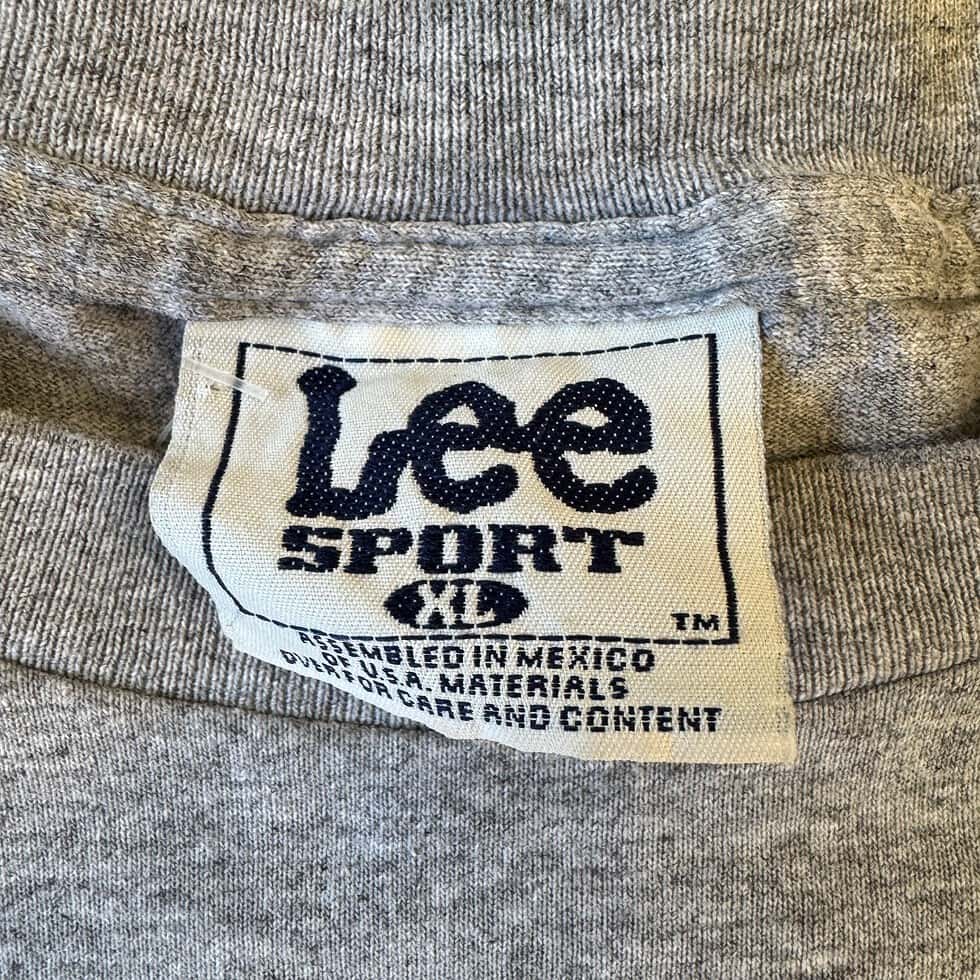 Lee
SPORT
XL
TM
ASSEMBLED IN MEXICO
OF U.S.A. MATERIALS
OVER FOR CARE AND CONTENT